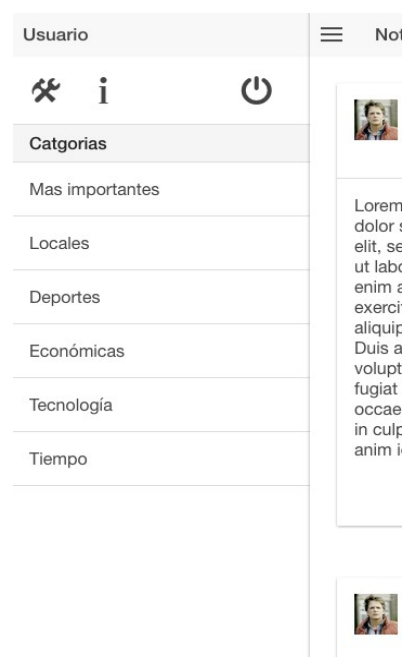 Usuario
Not
i
Catgorias
Mas importantes
Locales
Deportes
Económicas
Tecnología
Tiempo
Lorem
dolor s
elit, se
ut labo
enim a
exerci
aliquip
Duis a
volupt
fugiat
occae
in culp
anim i